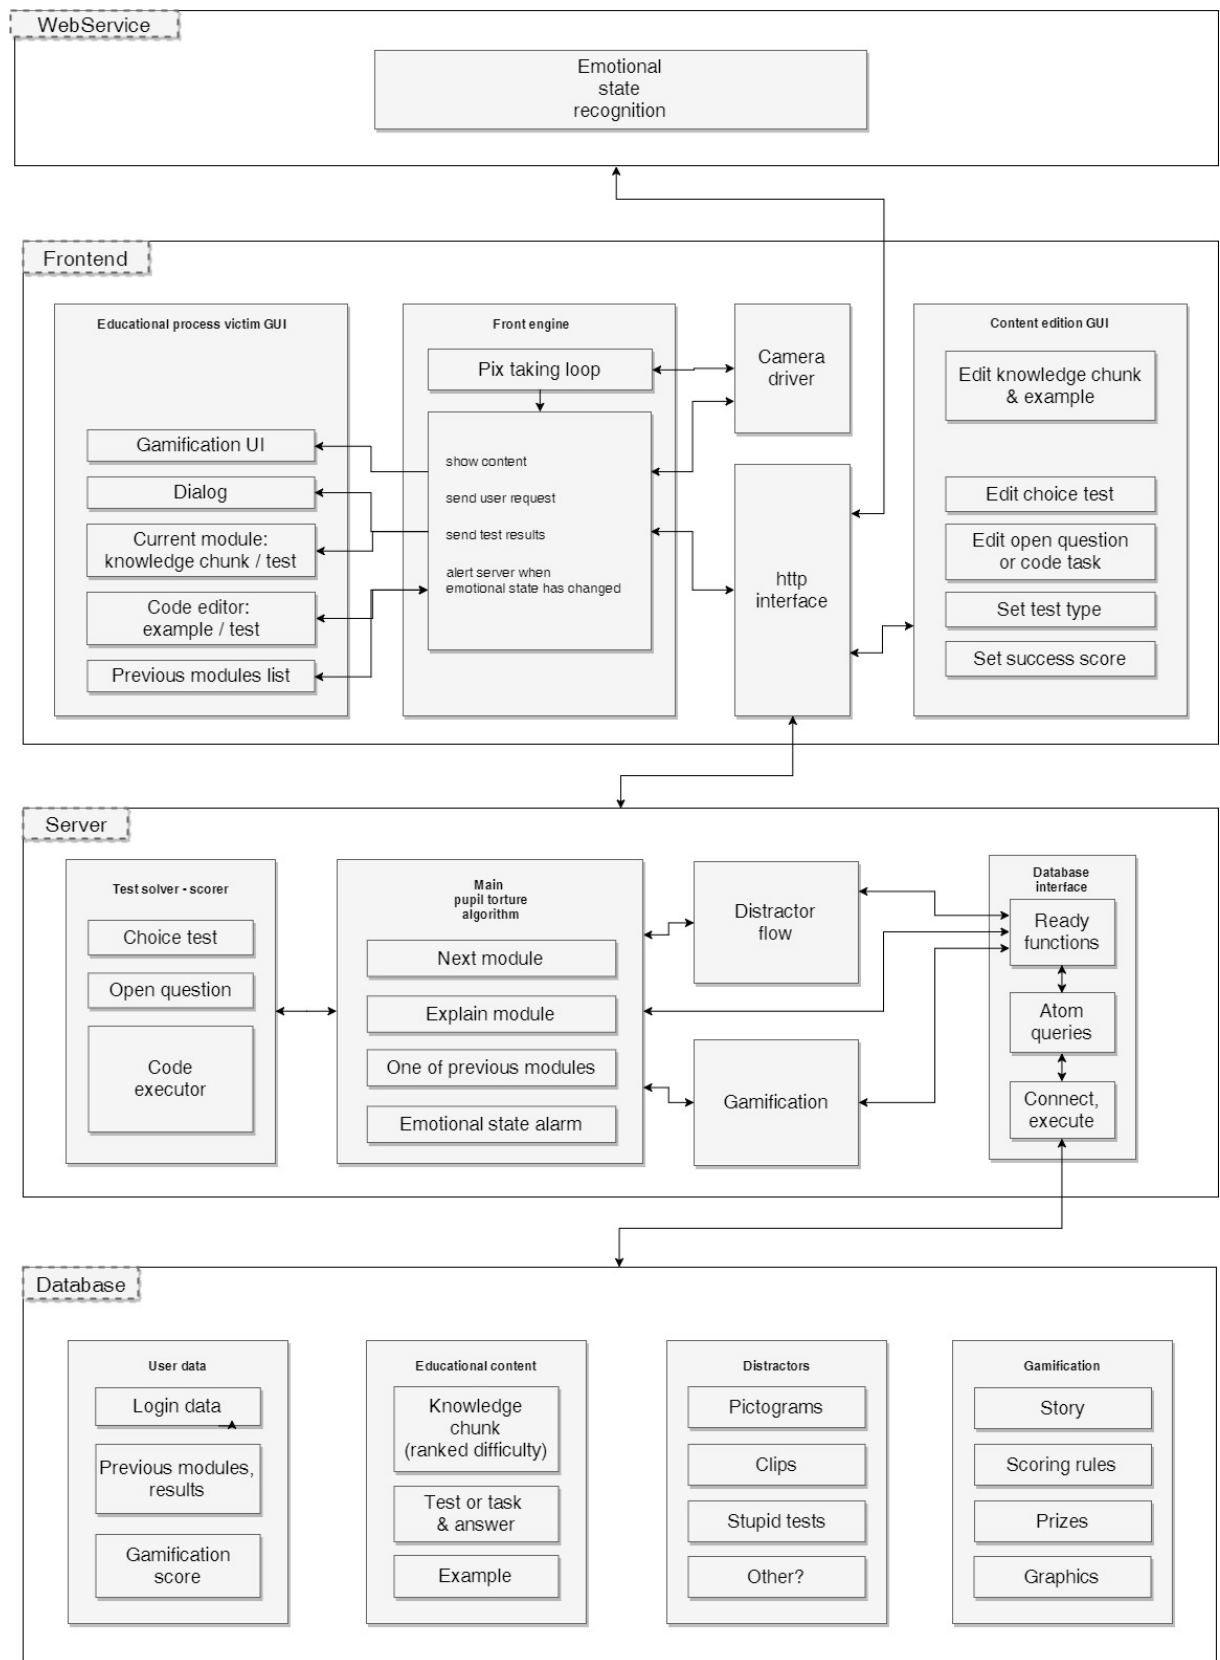 WebService
Emotional
state
recognition
Frontend
Educational process victim GUI
Gamification UI
Dialog
Current module:
knowledge chunk / test
Code editor:
example / test
Previous modules list
Front engine
Pix taking loop
show content
send user request
send test results
alert server when
emotional state has changed
Camera
driver
http
interface
Content edition GUI
Edit knowledge chunk
& example
Edit choice test
Edit open question
or code task
Set test type
Set success score
Server
Test solver - scorer
Choice test
Open question
Code
executor
Main
pupil torture
algorithm
Next module
Explain module
One of previous modules
Emotional state alarm
Distractor
flow
Gamification
Database
interface
Ready
functions
Atom
queries
Connect,
execute
Database
User data
Login data
Previous modules,
results
Gamification
score
Educational content
Knowledge
chunk
(ranked difficulty)
Test or task
& answer
Example
Distractors
Pictograms
Clips
Stupid tests
Other?
Gamification
Story
Scoring rules
Prizes
Graphics